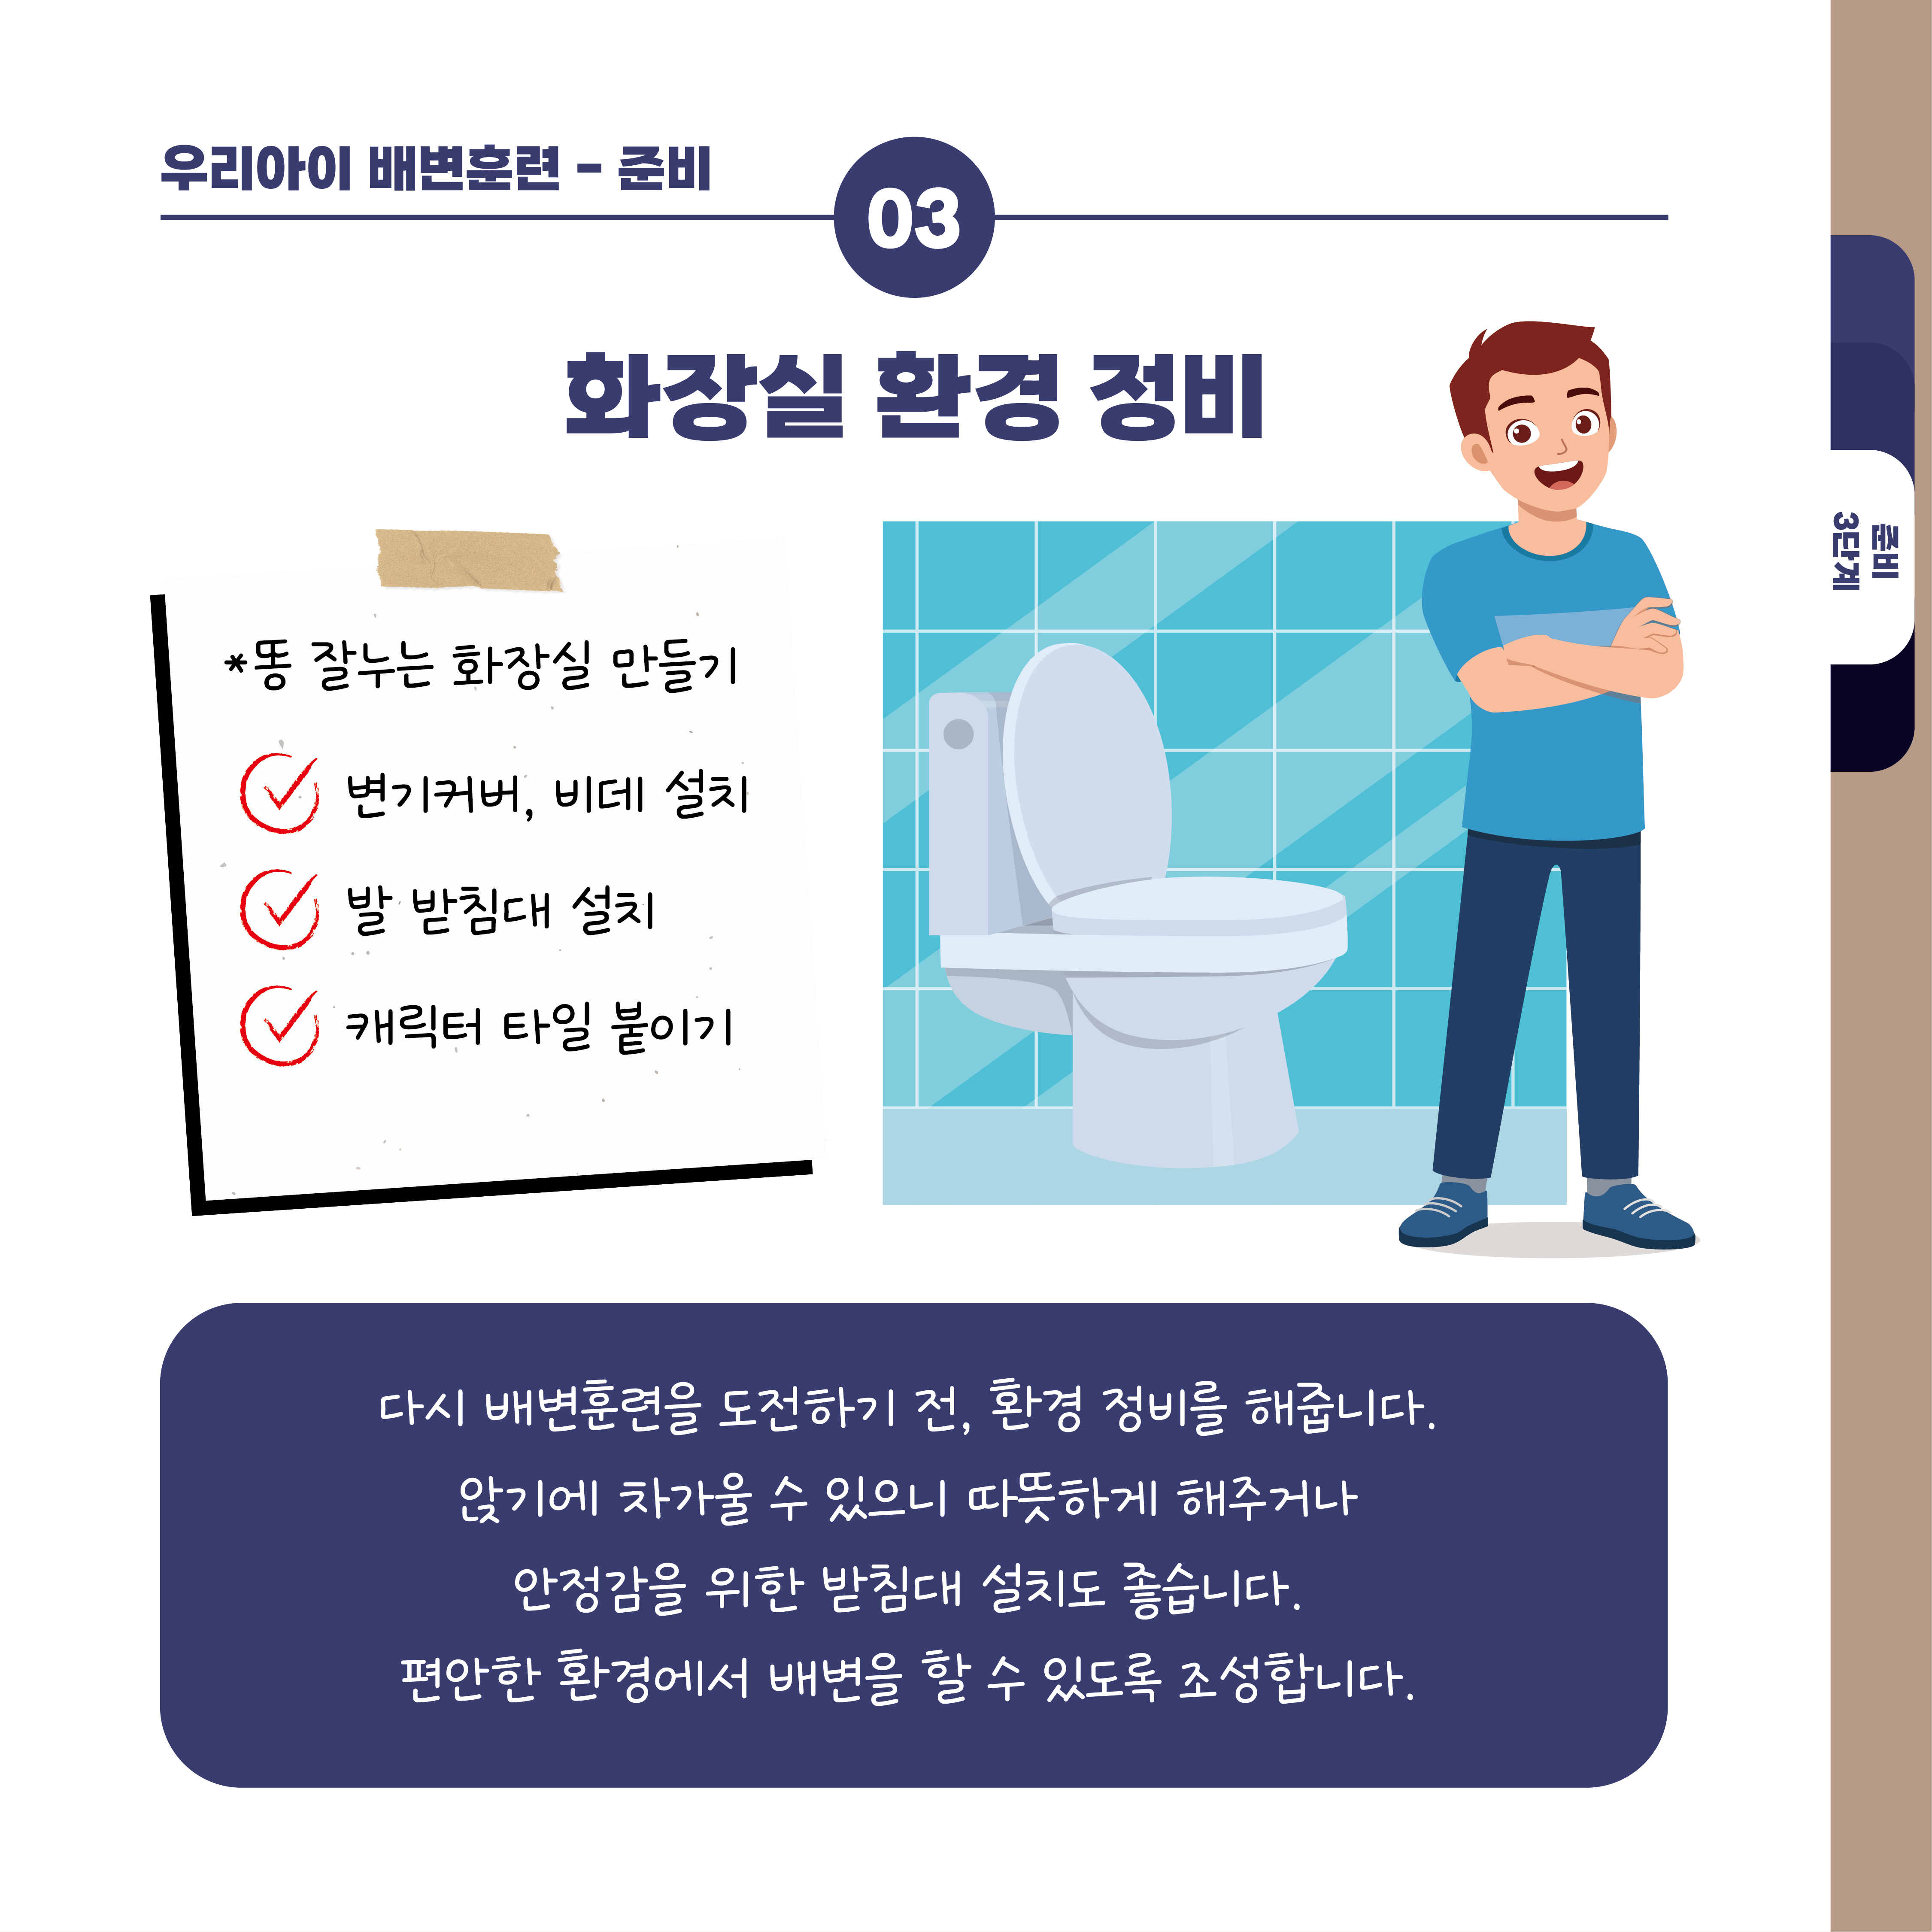 우리아이 배변훈련 - 준비
03
화장실 환경 정비
*똥 잘누는 화장실 만들기
변기커버, 비데 설치
발 받침대 설치
캐릭터 타일 붙이기
준비
3단계
다시 배변훈련을 도전하기 전, 환경 정비를 해줍니다.
앉기에 차가울 수 있으니 따뜻하게 해주거나
안정감을 위한 받침대 설치도 좋습니다.
편안한 환경에서 배변을 할 수 있도록 조성합니다.